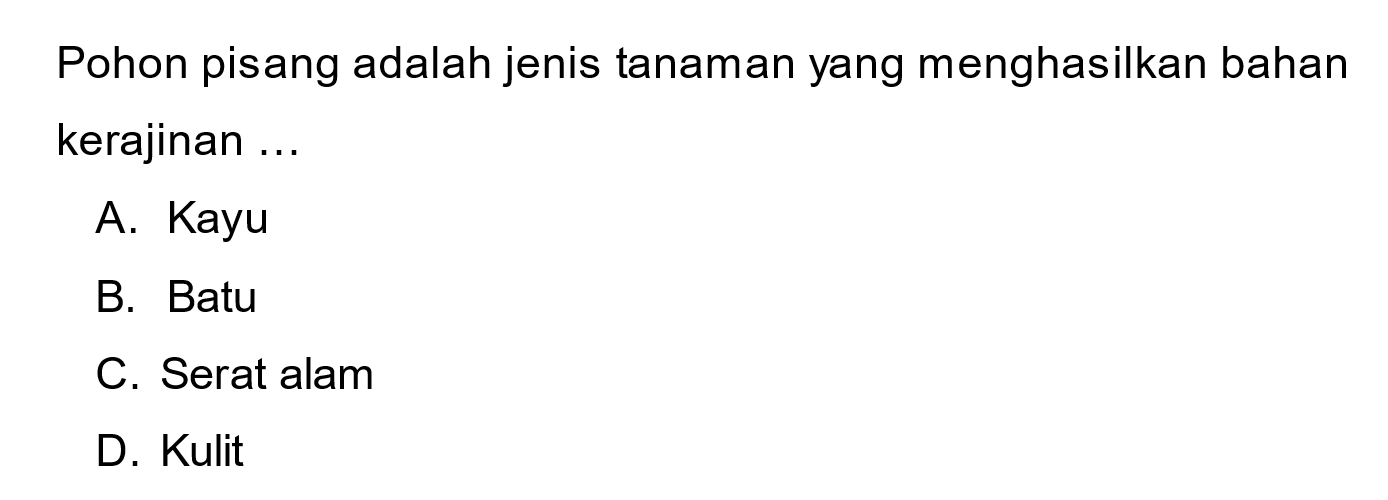 Pohon pisang adalah jenis tanaman yang menghasilkan bahan
kerajinan ...
A. Kayu
B. Batu
C. Serat alam
D. Kulit